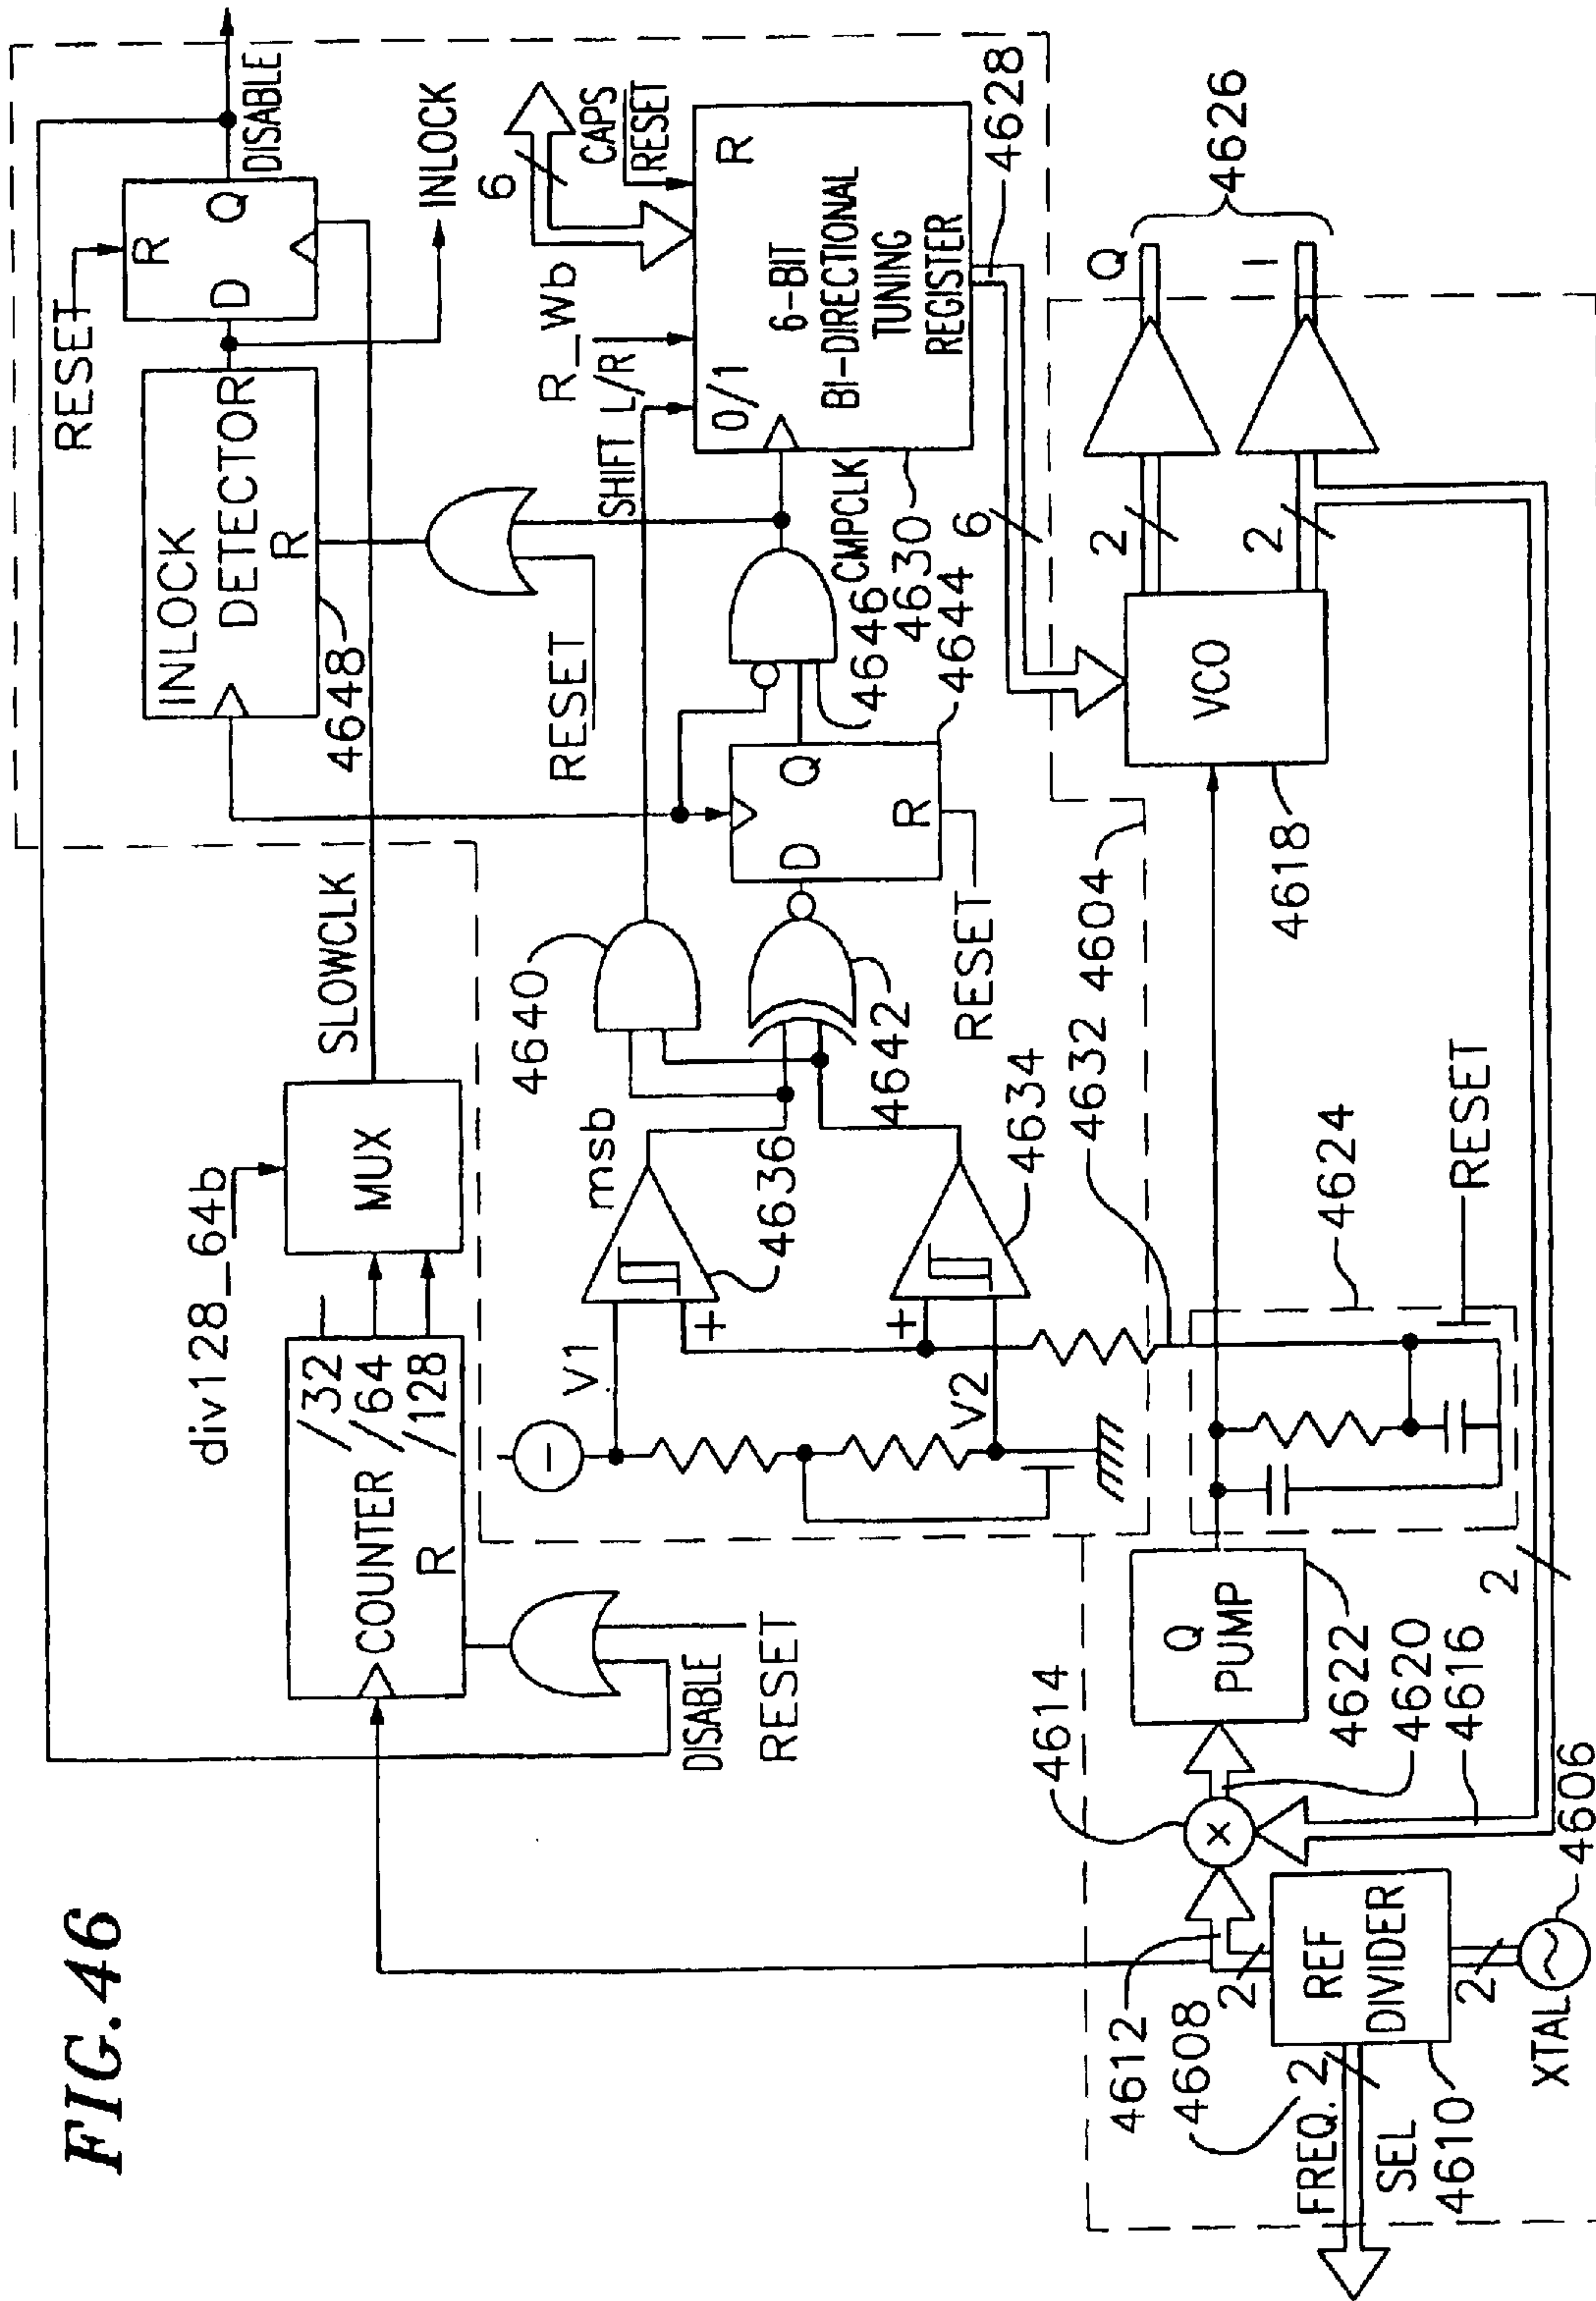 FIG. 46
RESET
R
D
Q
DISABLE
INLOCK
DETECTOR
R
4648
INLOCK
RESET
div128_64b
SLOWCLK
MUX
COUNTER
/32
/64
/128
R
DISABLE
RESET
6
CAPS
RESET
R_Wb
SHIFT L/R
0/1
R
6-BIT
BI-DIRECTIONAL
TUNING
REGISTER
4628
CMPCLK
4646
4630
4644
6
4640
msb
4636
4642
4634
V1
+
+
V2
D
Q
R
RESET
4632
4604
4614
Q
PUMP
4622
4620
4616
4624
RESET
VCO
4618
2
2
Q
I
4626
2
4612
4608
2
REF
DIVIDER
FREQ.
2
SEL
4610
2
XTAL
4606